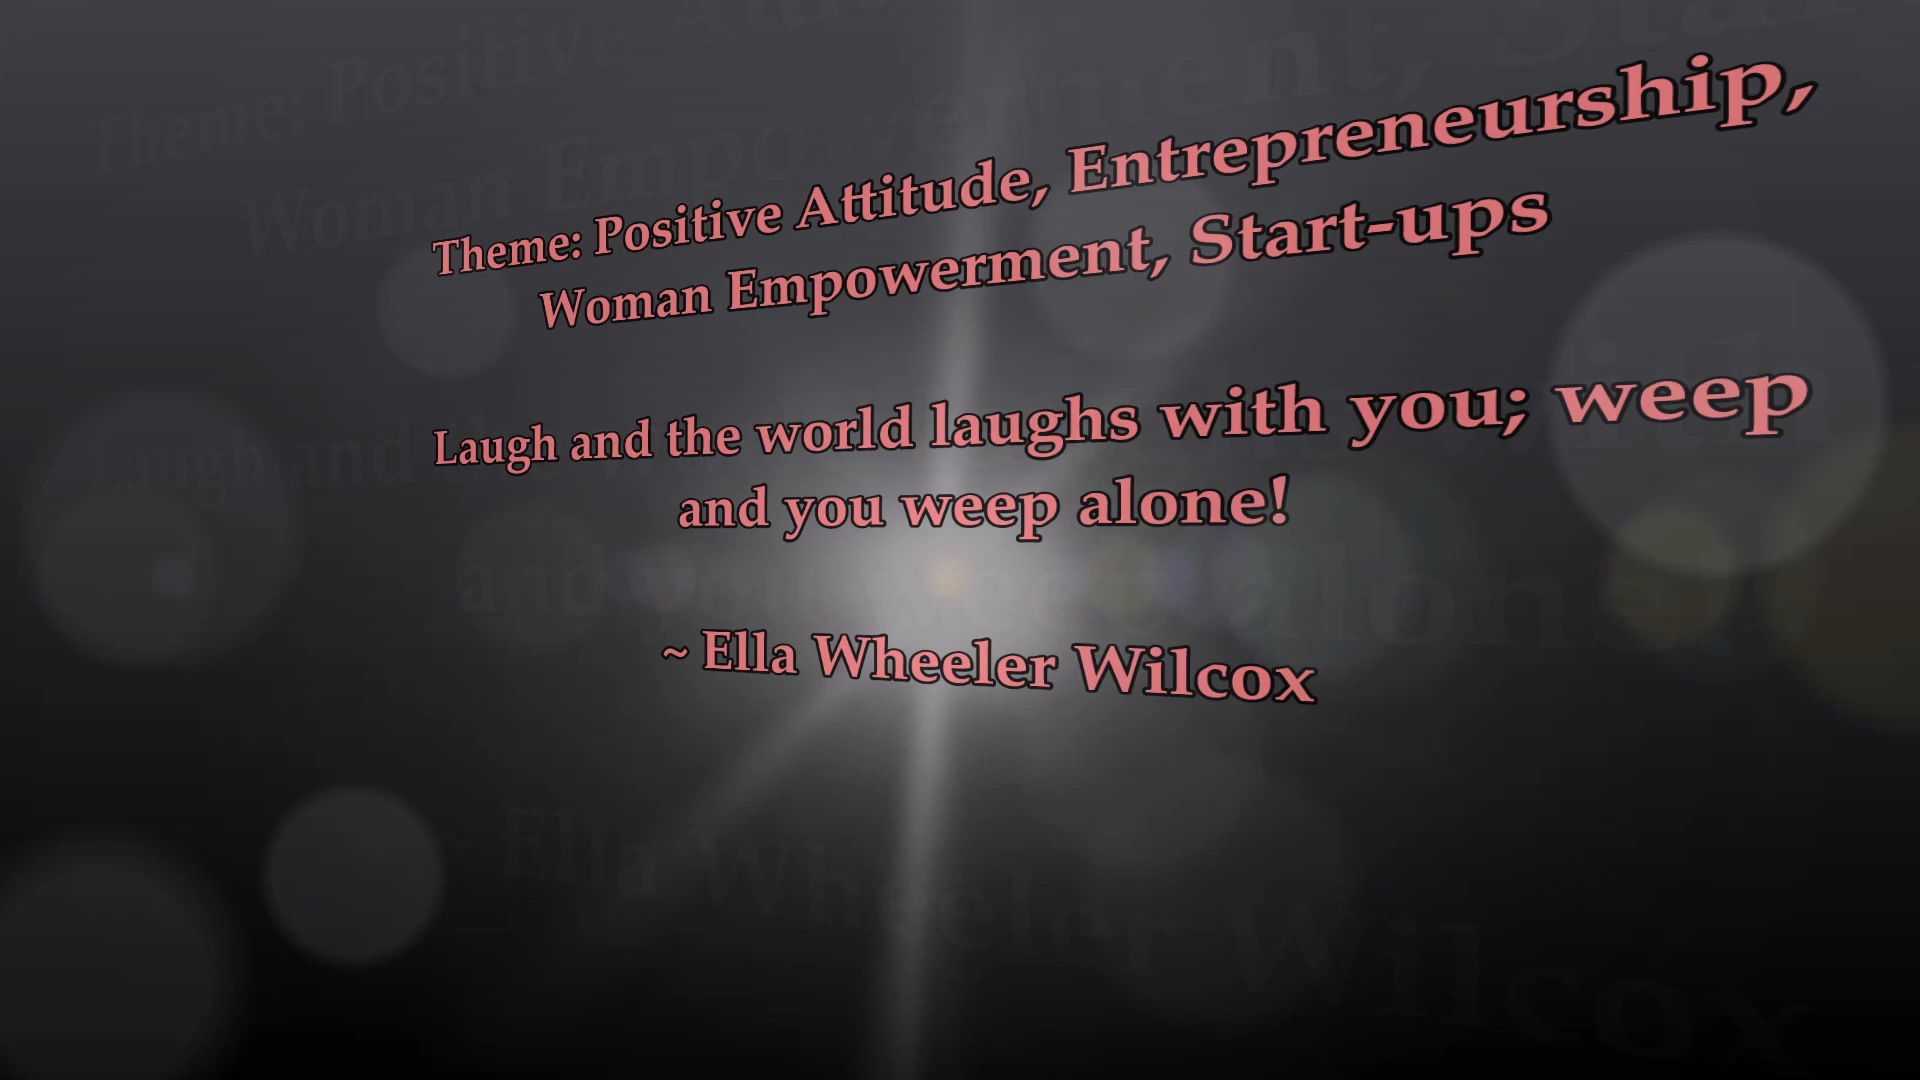 Theme: Positive Attitude, Entrepreneurship,
Woman Empowerment, Start-ups
Laugh and the world laughs with you; weep
and you weep alone!
~ Ella Wheeler Wilcox